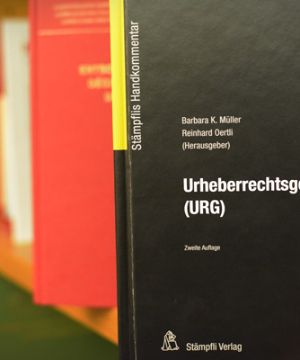 Stämpflis Handkommentar
Barbara K. Müller
Reinhard Oertli
(Herausgeber)
Urheberrechtsge
(URG)
Zweite Auflage
Stämpfli Verlag